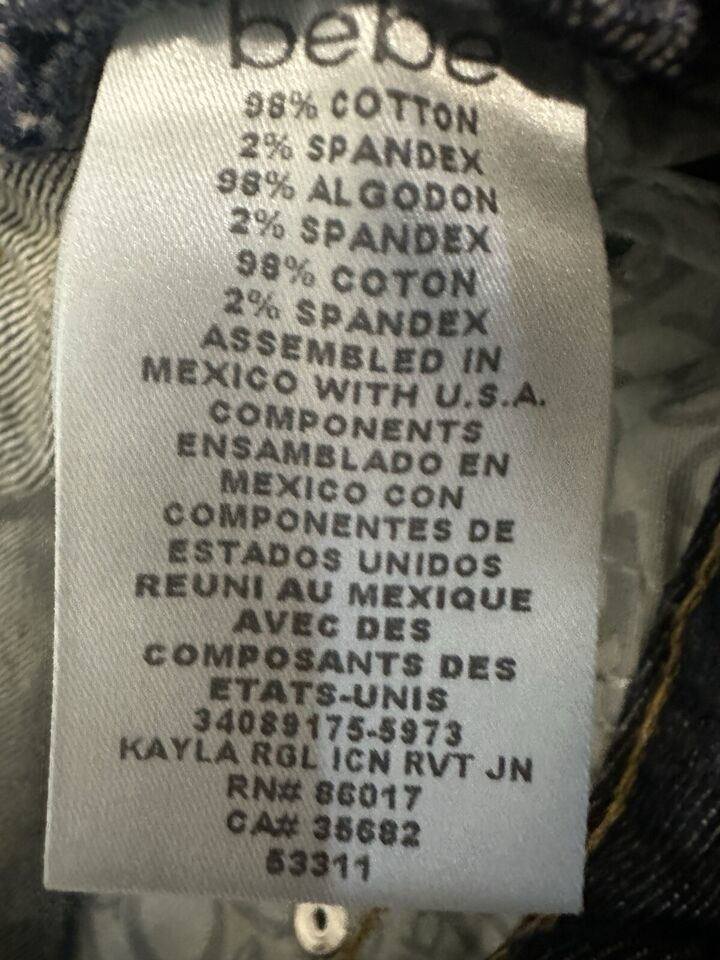 bebe
98% COTTON
2% SPANDEX
98% ALGODON
2% SPANDEX
98% COTON
2% SPANDEX
ASSEMBLED IN
MEXICO WITH U.S.A.
COMPONENTS
ENSAMBLADO EN
MEXICO CON
COMPONENTES DE
ESTADOS UNIDOS
REUNI AU MEXIQUE
AVEC DES
COMPOSANTS DES
ETATS-UNIS
34089175-5973
KAYLA RGL ICN RVT JN
RN# 86017
CA# 35682
53311